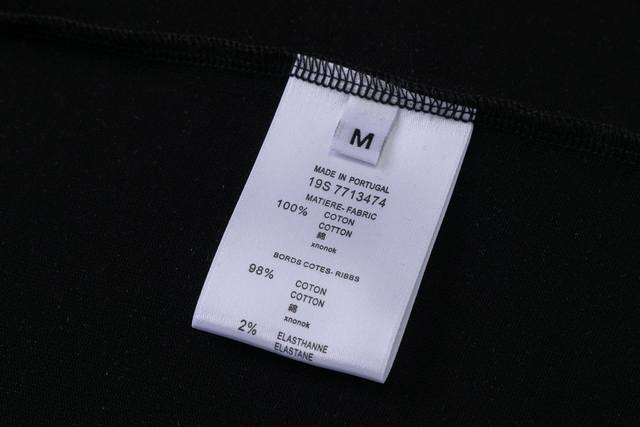 M
MADE IN PORTUGAL
19S 7713474
MATIERE- FABRIC
100% COTON
COTTON
綿
xnonok
BORDS COTES- RIBBS
98% COTON
COTTON
綿
xnonok
2% ELASTHANNE
ELASTANE